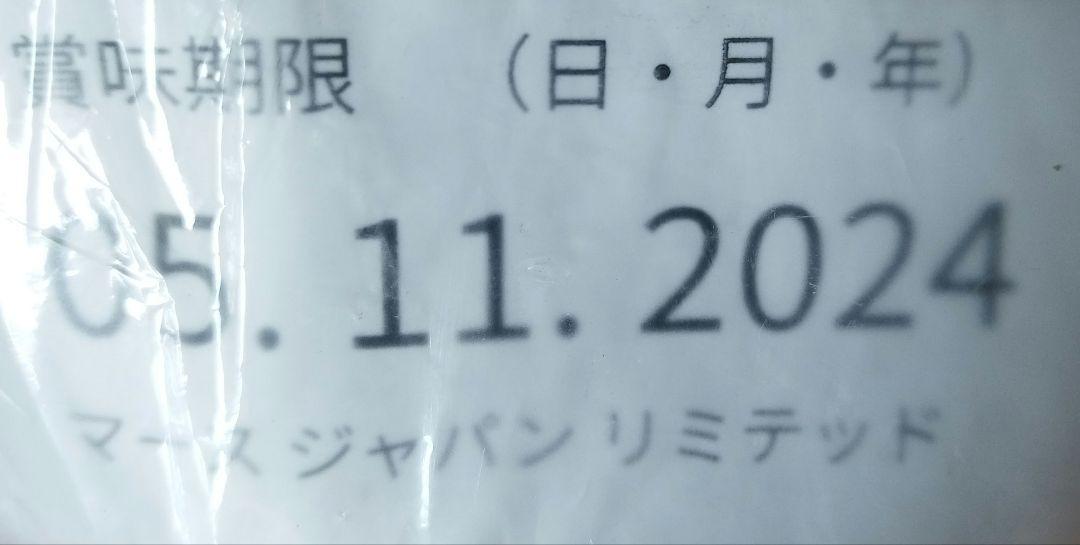 賞味期限 （日・月・年）
05. 11. 2024
マース ジャパン リミテッド